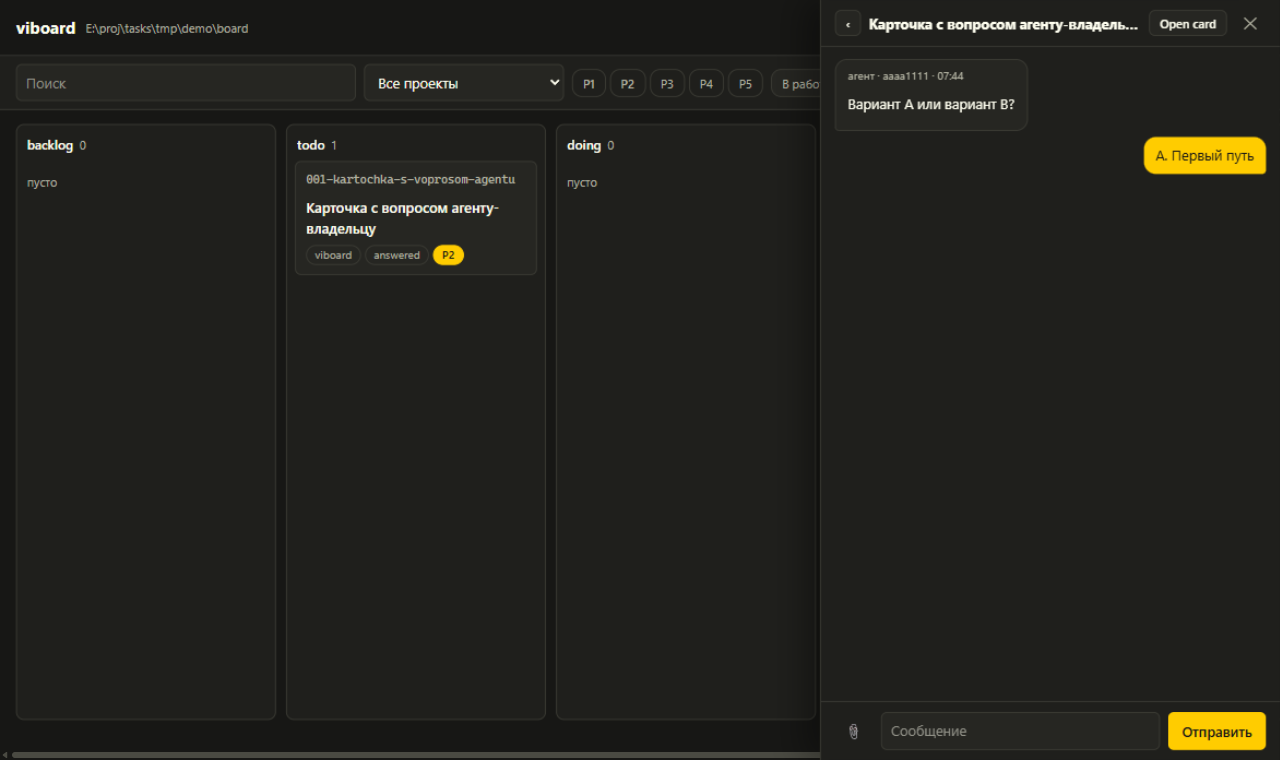 viboard E:\proj\tasks\tmp\demo\board
Поиск
Все проекты
P1 P2 P3 P4 P5 В рабо
backlog 0
пусто
todo 1
001-kartochka-s-voprosom-agentu
Карточка с вопросом агенту-
владельцу
viboard answered P2
doing 0
пусто
‹ Карточка с вопросом агенту-владель... Open card
агент · aaaa1111 · 07:44
Вариант A или вариант B?
A. Первый путь
Сообщение
Отправить